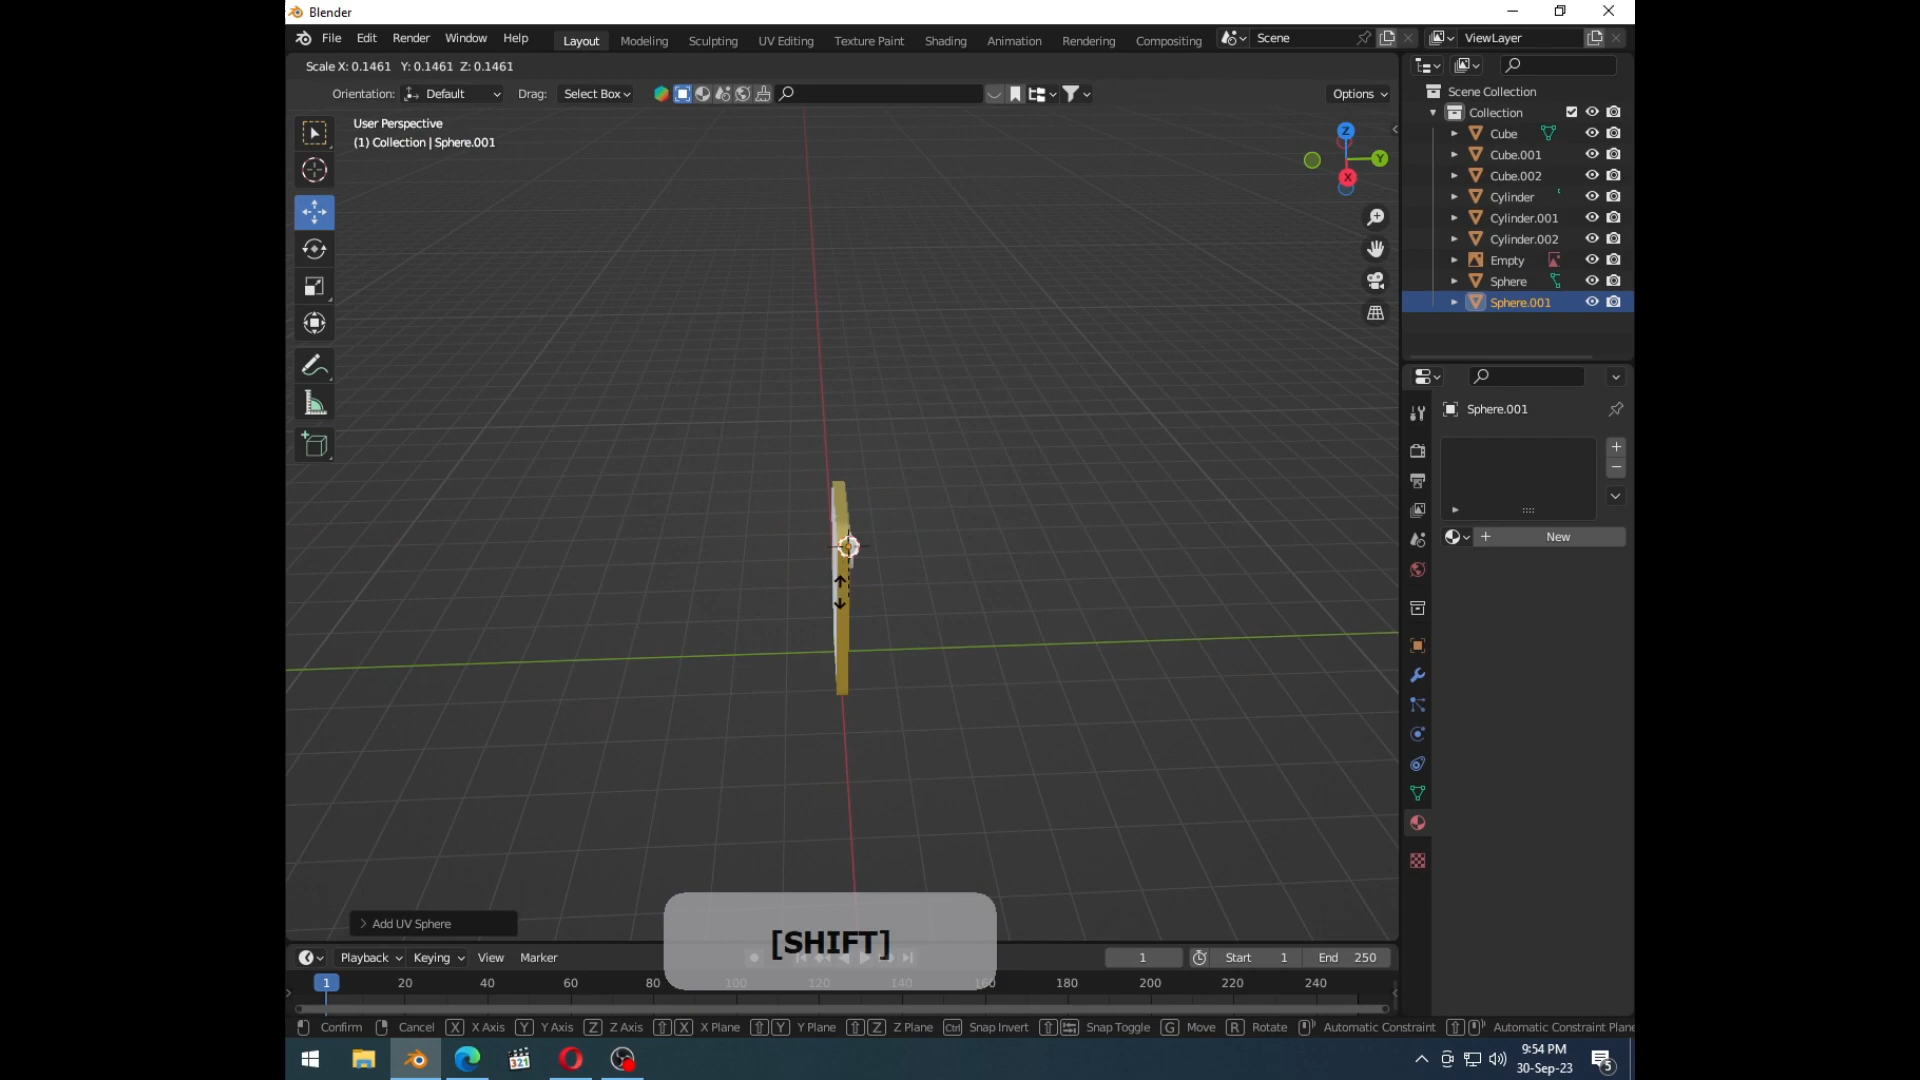 Blender
File Edit Render Window Help
Layout Modeling Sculpting UV Editing Texture Paint Shading Animation Rendering Compositing
Scene
ViewLayer
Scale X: 0.1461 Y: 0.1461 Z: 0.1461
Orientation: Default Drag: Select Box
Options
User Perspective
(1) Collection | Sphere.001
Z
Y
X
Scene Collection
Collection
Cube
Cube.001
Cube.002
Cylinder
Cylinder.001
Cylinder.002
Empty
Sphere
Sphere.001
Sphere.001
New
Add UV Sphere
[SHIFT]
Playback Keying View Marker
1
Start 1
End 250
1 20 40 60 80 100 120 140 160 180 200 220 240
Confirm Cancel X X Axis Y Y Axis Z Z Axis X X Plane Y Y Plane Z Z Plane Ctrl Snap Invert Snap Toggle G Move R Rotate Automatic Constraint Automatic Constraint Plane
321
9:54 PM
30-Sep-23
5